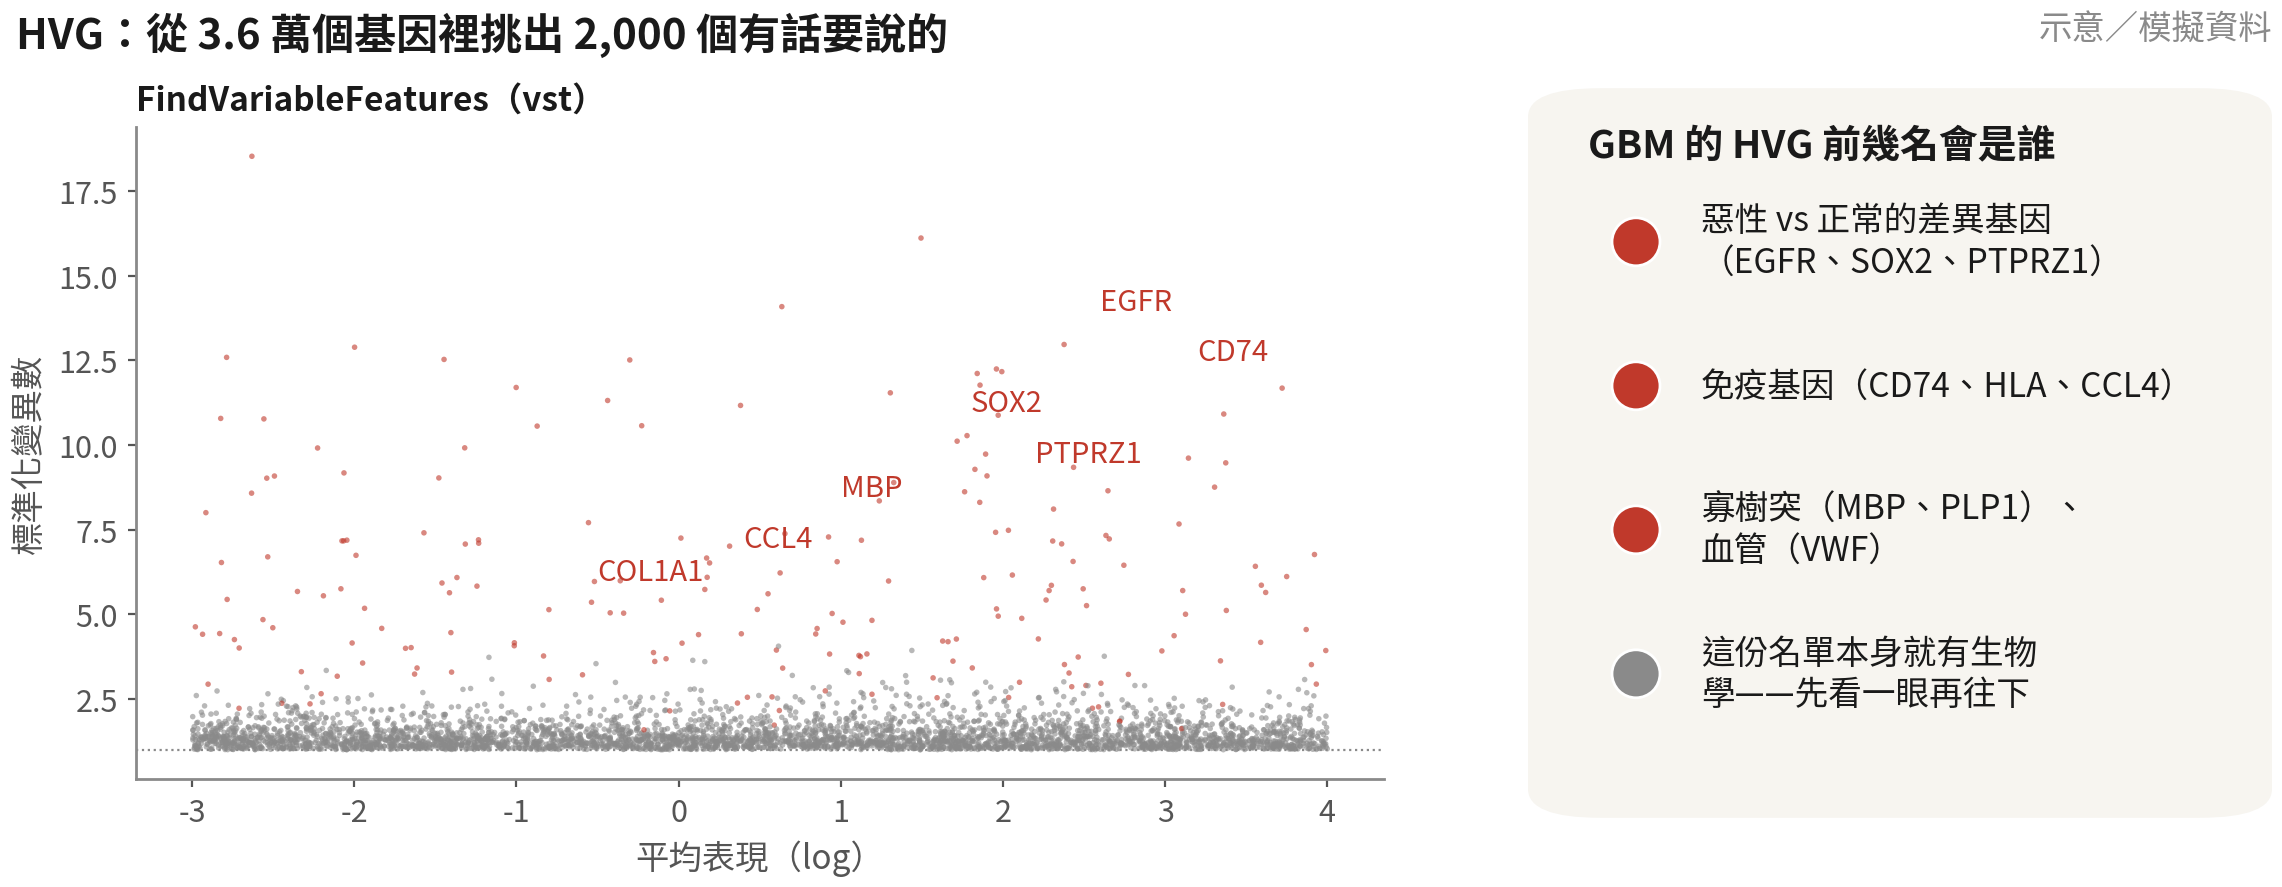 HVG：從 3.6 萬個基因裡挑出 2,000 個有話要說的
示意／模擬資料
FindVariableFeatures（vst）
標準化變異數
17.5
15.0
12.5
10.0
7.5
5.0
2.5
EGFR
CD74
SOX2
PTPRZ1
MBP
CCL4
COL1A1
-3
-2
-1
0
1
2
3
4
平均表現（log）
GBM 的 HVG 前幾名會是誰
惡性 vs 正常的差異基因
（EGFR、SOX2、PTPRZ1）
免疫基因（CD74、HLA、CCL4）
寡樹突（MBP、PLP1）、
血管（VWF）
這份名單本身就有生物
學——先看一眼再往下